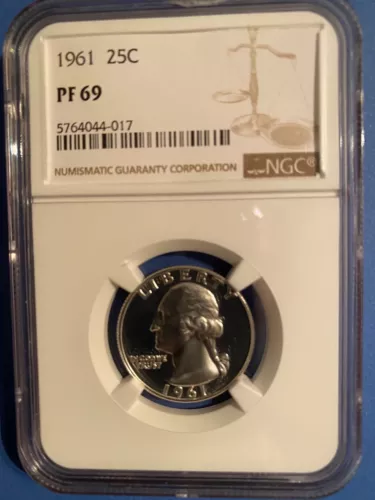 1961 25C
PF 69
5764044-017
NUMISMATIC GUARANTY CORPORATION
NGC®
LIBERTY
IN GOD WE
TRUST
1961